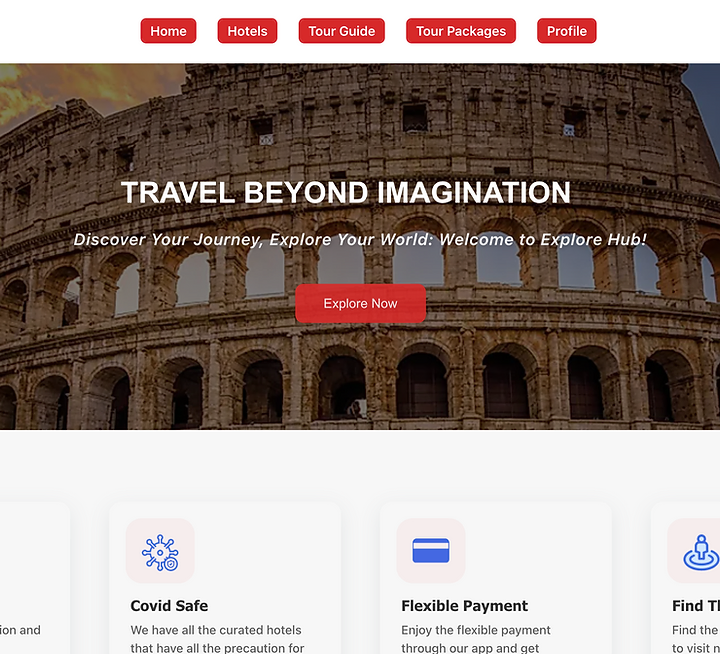 Home Hotels Tour Guide Tour Packages Profile
TRAVEL BEYOND IMAGINATION
Discover Your Journey, Explore Your World: Welcome to Explore Hub!
Explore Now
Covid Safe
We have all the curated hotels
that have all the precaution for
Flexible Payment
Enjoy the flexible payment
through our app and get
Find
Find the
to visit
and